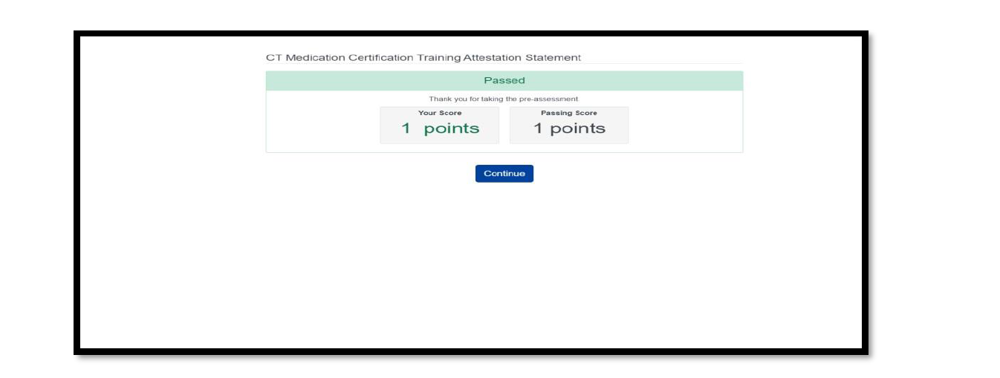 CT Medication Certification Training Attestation Statement
Passed
Thank you for taking the pre-assessment
Your Score
1 points
Passing Score
1 points
Continue